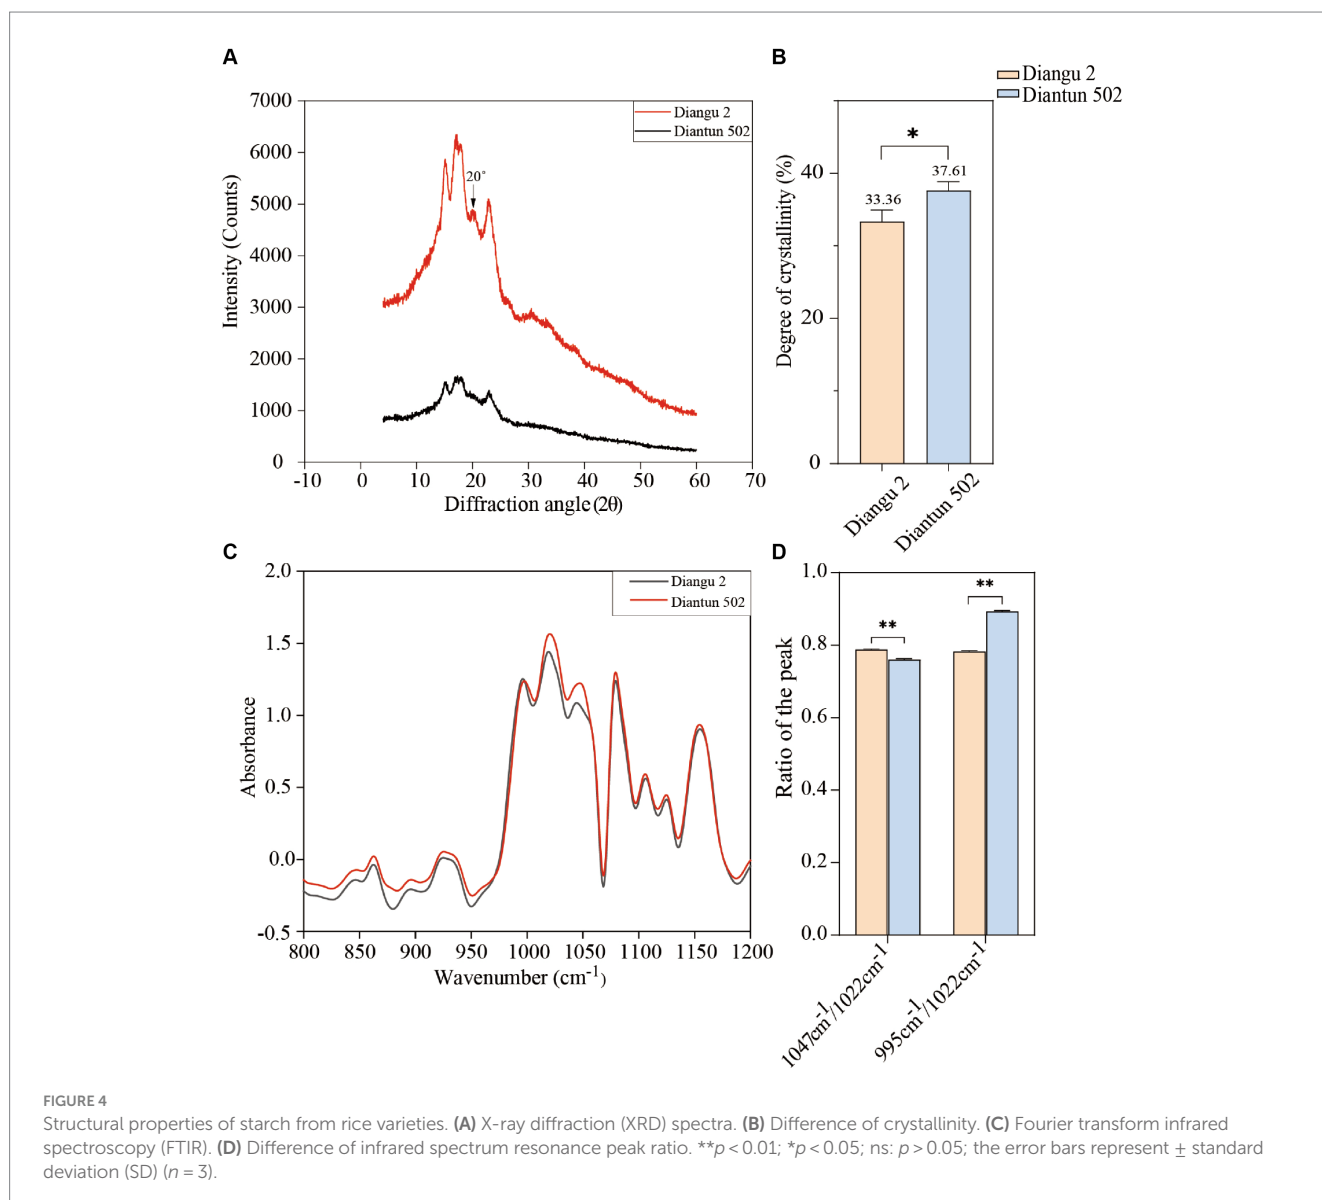 A
7000
6000
5000
4000
3000
2000
1000
0
-10 0 10 20 30 40 50 60 70
Intensity (Counts)
Diffraction angle (2θ)
Diangu 2
Diantun 502
20°
B
Diangu 2
Diantun 502
40
20
0
Degree of crystallinity (%)
*
33.36
37.61
Diangu 2
Diantun 502
C
2.0
1.5
1.0
0.5
0.0
-0.5
800 850 900 950 1000 1050 1100 1150 1200
Absorbance
Wavenumber (cm-1)
Diangu 2
Diantun 502
D
1.0
0.8
0.6
0.4
0.2
0.0
Ratio of the peak
**
**
1047cm-1/1022cm-1
995cm-1/1022cm-1
FIGURE 4
Structural properties of starch from rice varieties. (A) X-ray diffraction (XRD) spectra. (B) Difference of crystallinity. (C) Fourier transform infrared
spectroscopy (FTIR). (D) Difference of infrared spectrum resonance peak ratio. **p < 0.01; *p < 0.05; ns: p > 0.05; the error bars represent ± standard
deviation (SD) (n = 3).